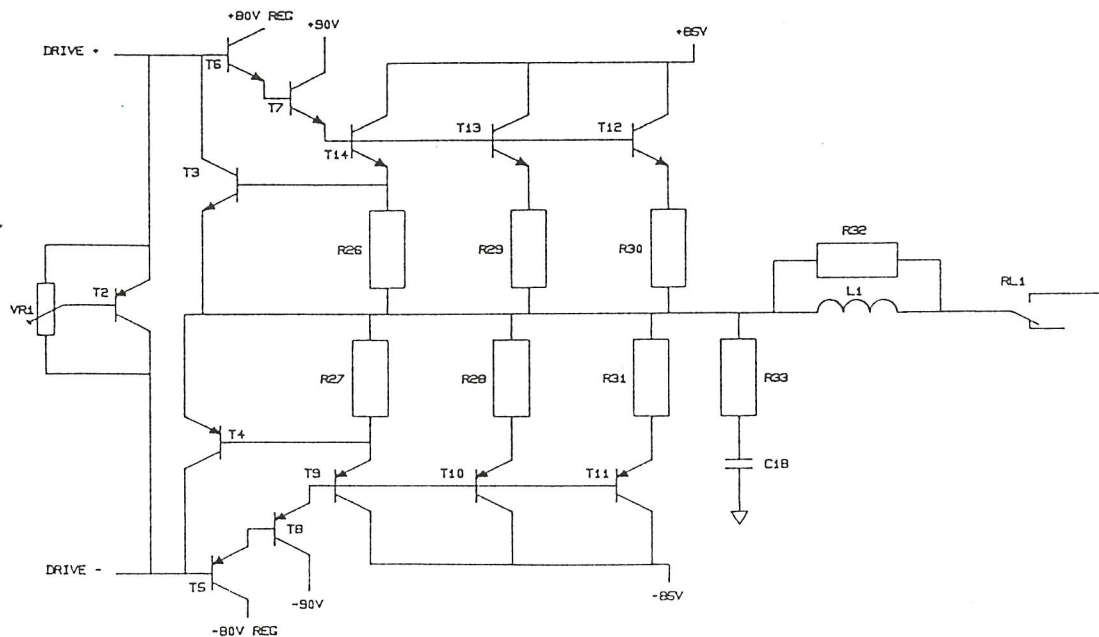 +80V REG
+90V
+85V
DRIVE +
T6
T7
T14
T13
T12
T3
R26
R29
R30
R32
L1
RL1
T2
VR1
R27
R28
R31
R33
T4
C18
T9
T10
T11
T8
DRIVE -
T5
-90V
-85V
-80V REG